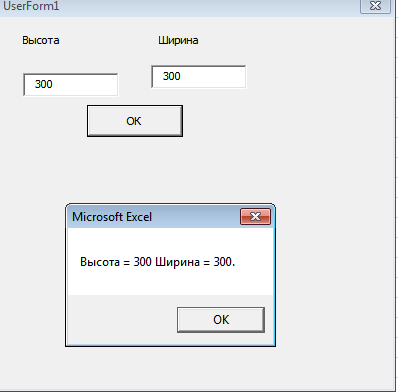 UserForm1
Высота Ширина
300 300
OK
Microsoft Excel
Высота = 300 Ширина = 300.
OK